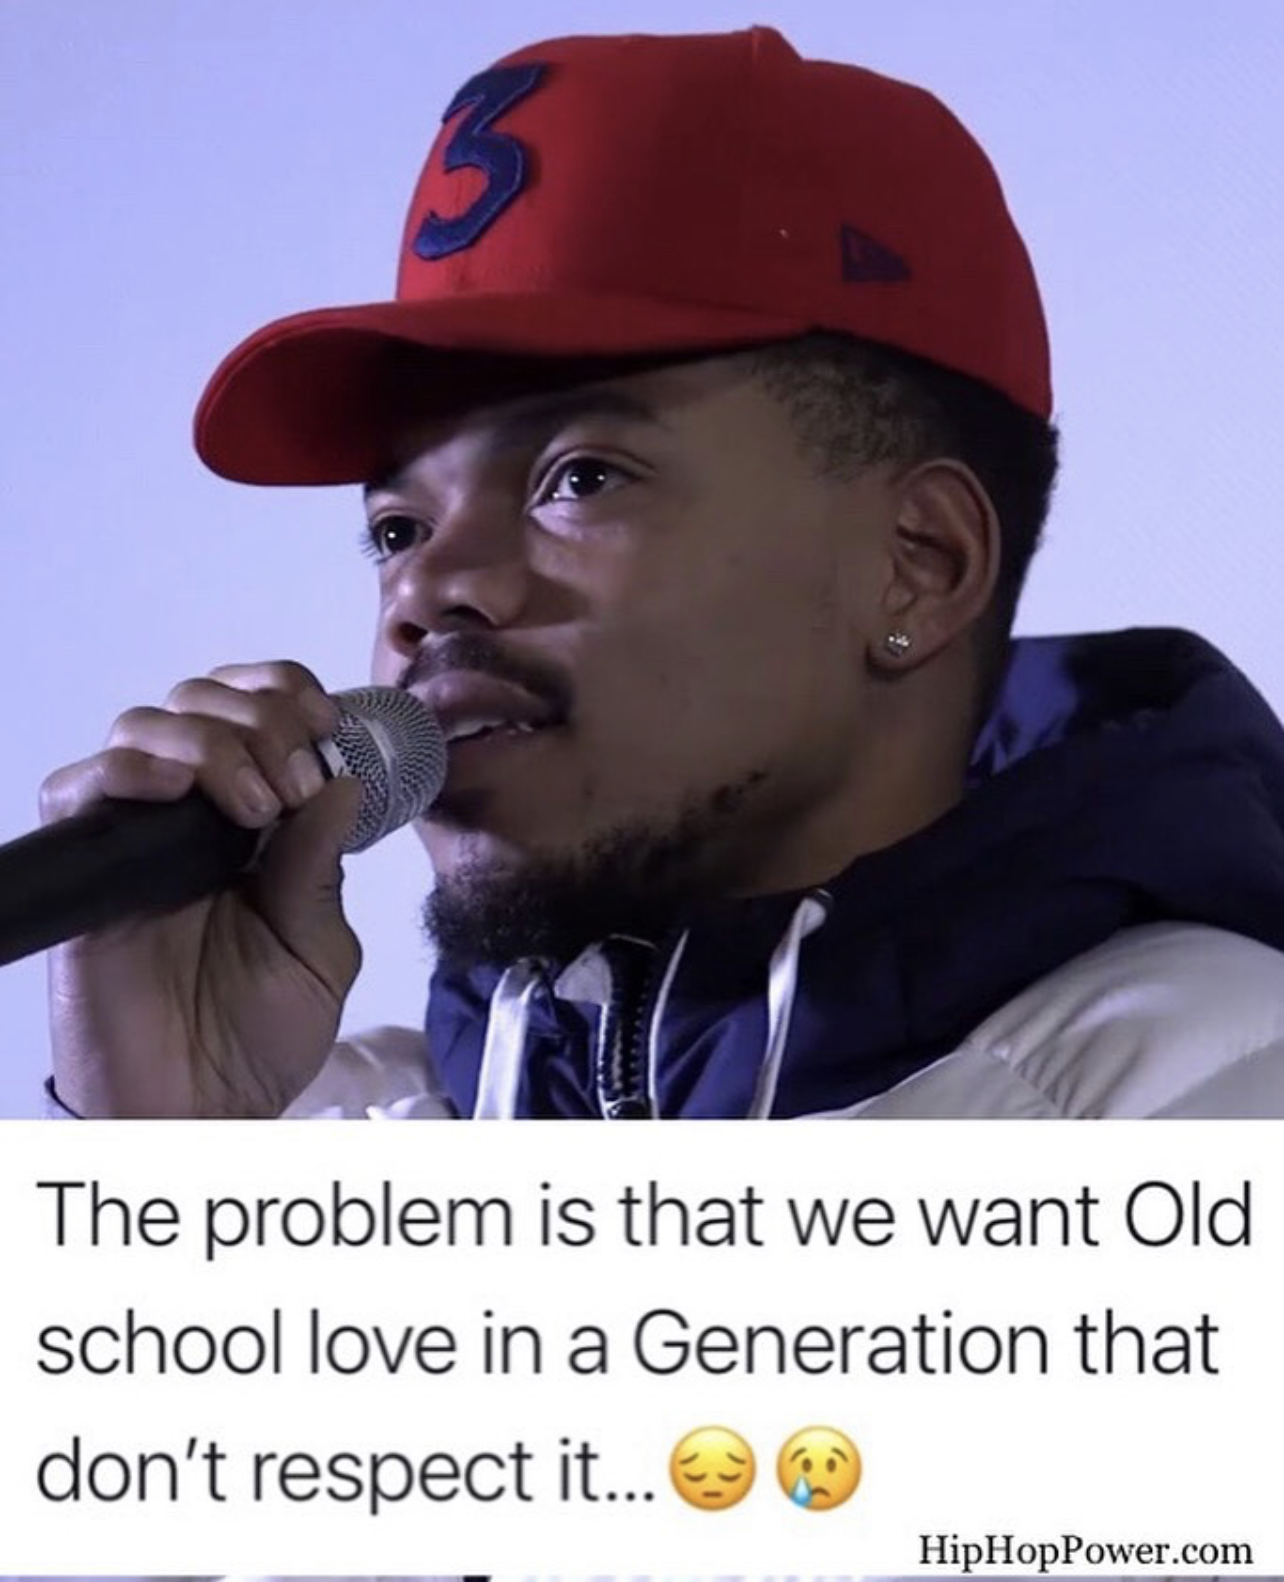 3
The problem is that we want Old
school love in a Generation that
don't respect it...😔😢
HipHopPower.com